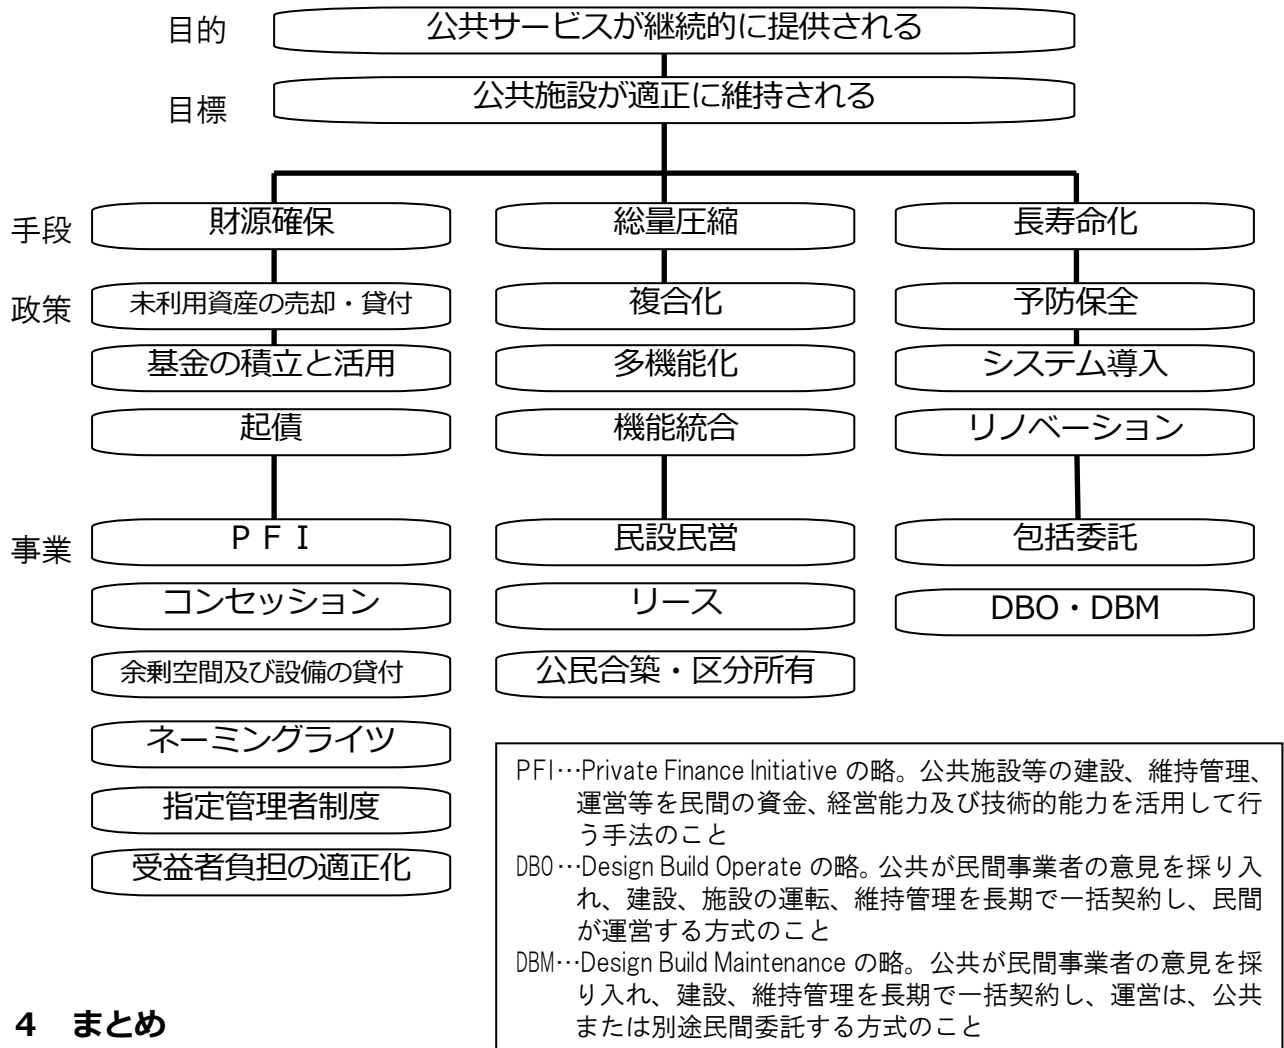 目的
公共サービスが継続的に提供される
目標
公共施設が適正に維持される
手段
財源確保
総量圧縮
長寿命化
政策
未利用資産の売却・貸付
複合化
予防保全
基金の積立と活用
多機能化
システム導入
起債
機能統合
リノベーション
事業
ＰＦＩ
民設民営
包括委託
コンセッション
リース
DBO・DBM
余剰空間及び設備の貸付
公民合築・区分所有
ネーミングライツ
指定管理者制度
受益者負担の適正化
PFI…Private Finance Initiative の略。公共施設等の建設、維持管理、
運営等を民間の資金、経営能力及び技術的能力を活用して行
う手法のこと
DBO…Design Build Operate の略。公共が民間事業者の意見を採り入
れ、建設、施設の運転、維持管理を長期で一括契約し、民間
が運営する方式のこと
DBM…Design Build Maintenance の略。公共が民間事業者の意見を採
り入れ、建設、維持管理を長期で一括契約し、運営は、公共
または別途民間委託する方式のこと
4　まとめ